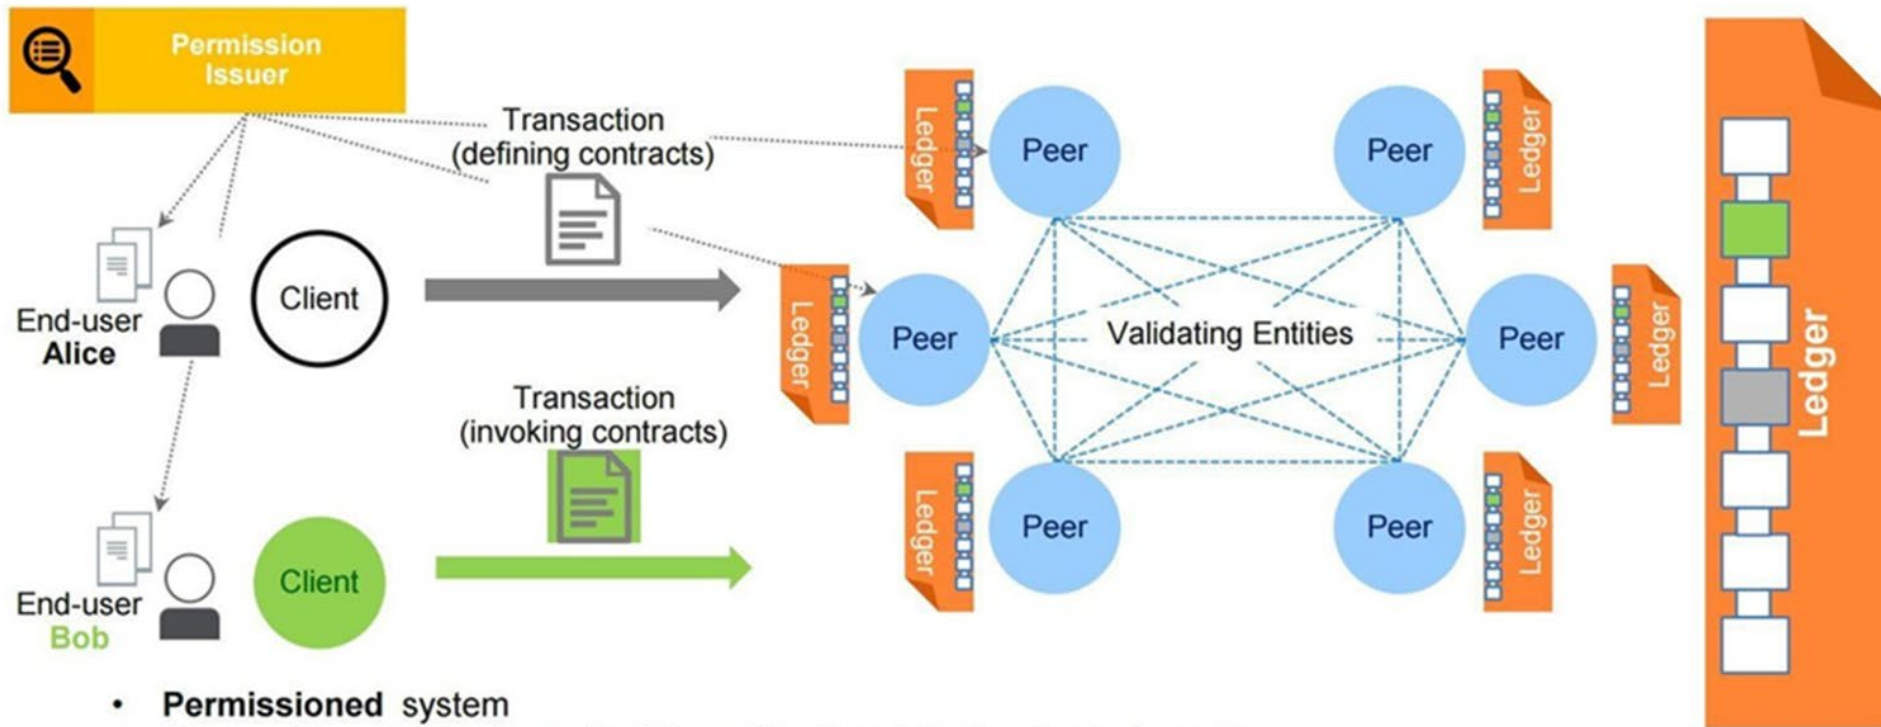 Permission
Issuer
Transaction
(defining contracts)
End-user
Alice
Client
Transaction
(invoking contracts)
End-user
Bob
Client
Ledger
Peer
Peer
Ledger
Ledger
Peer
Validating Entities
Peer
Ledger
Ledger
Peer
Peer
Ledger
Ledger
• Permissioned system